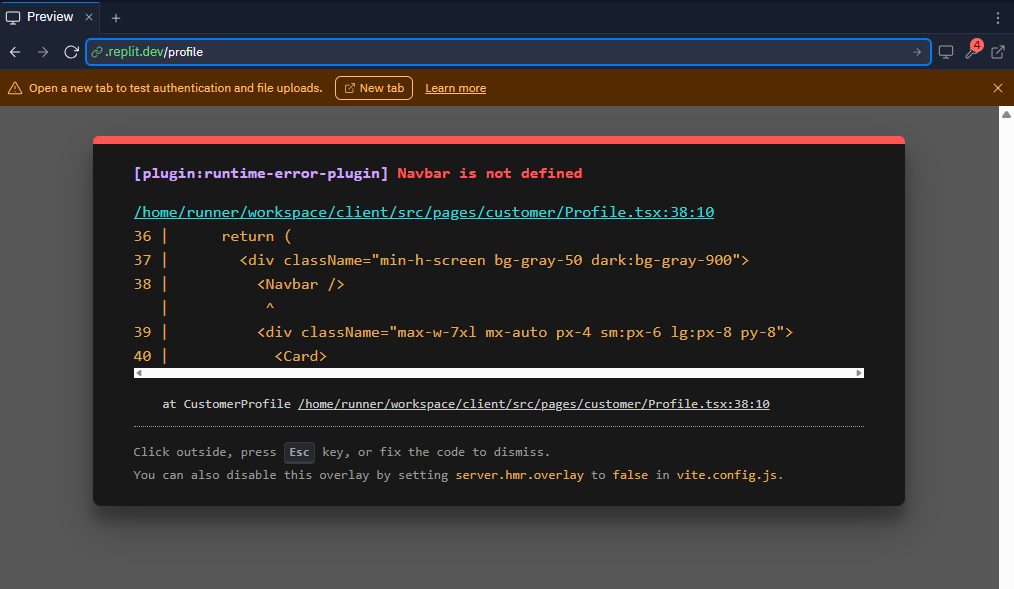 Preview
.replit.dev/profile
4
Open a new tab to test authentication and file uploads. New tab Learn more
[plugin:runtime-error-plugin] Navbar is not defined
/home/runner/workspace/client/src/pages/customer/Profile.tsx:38:10
36 |      return (
37 |        <div className="min-h-screen bg-gray-50 dark:bg-gray-900">
38 |          <Navbar />
   |           ^
39 |          <div className="max-w-7xl mx-auto px-4 sm:px-6 lg:px-8 py-8">
40 |            <Card>
at CustomerProfile /home/runner/workspace/client/src/pages/customer/Profile.tsx:38:10
Click outside, press Esc key, or fix the code to dismiss.
You can also disable this overlay by setting server.hmr.overlay to false in vite.config.js.